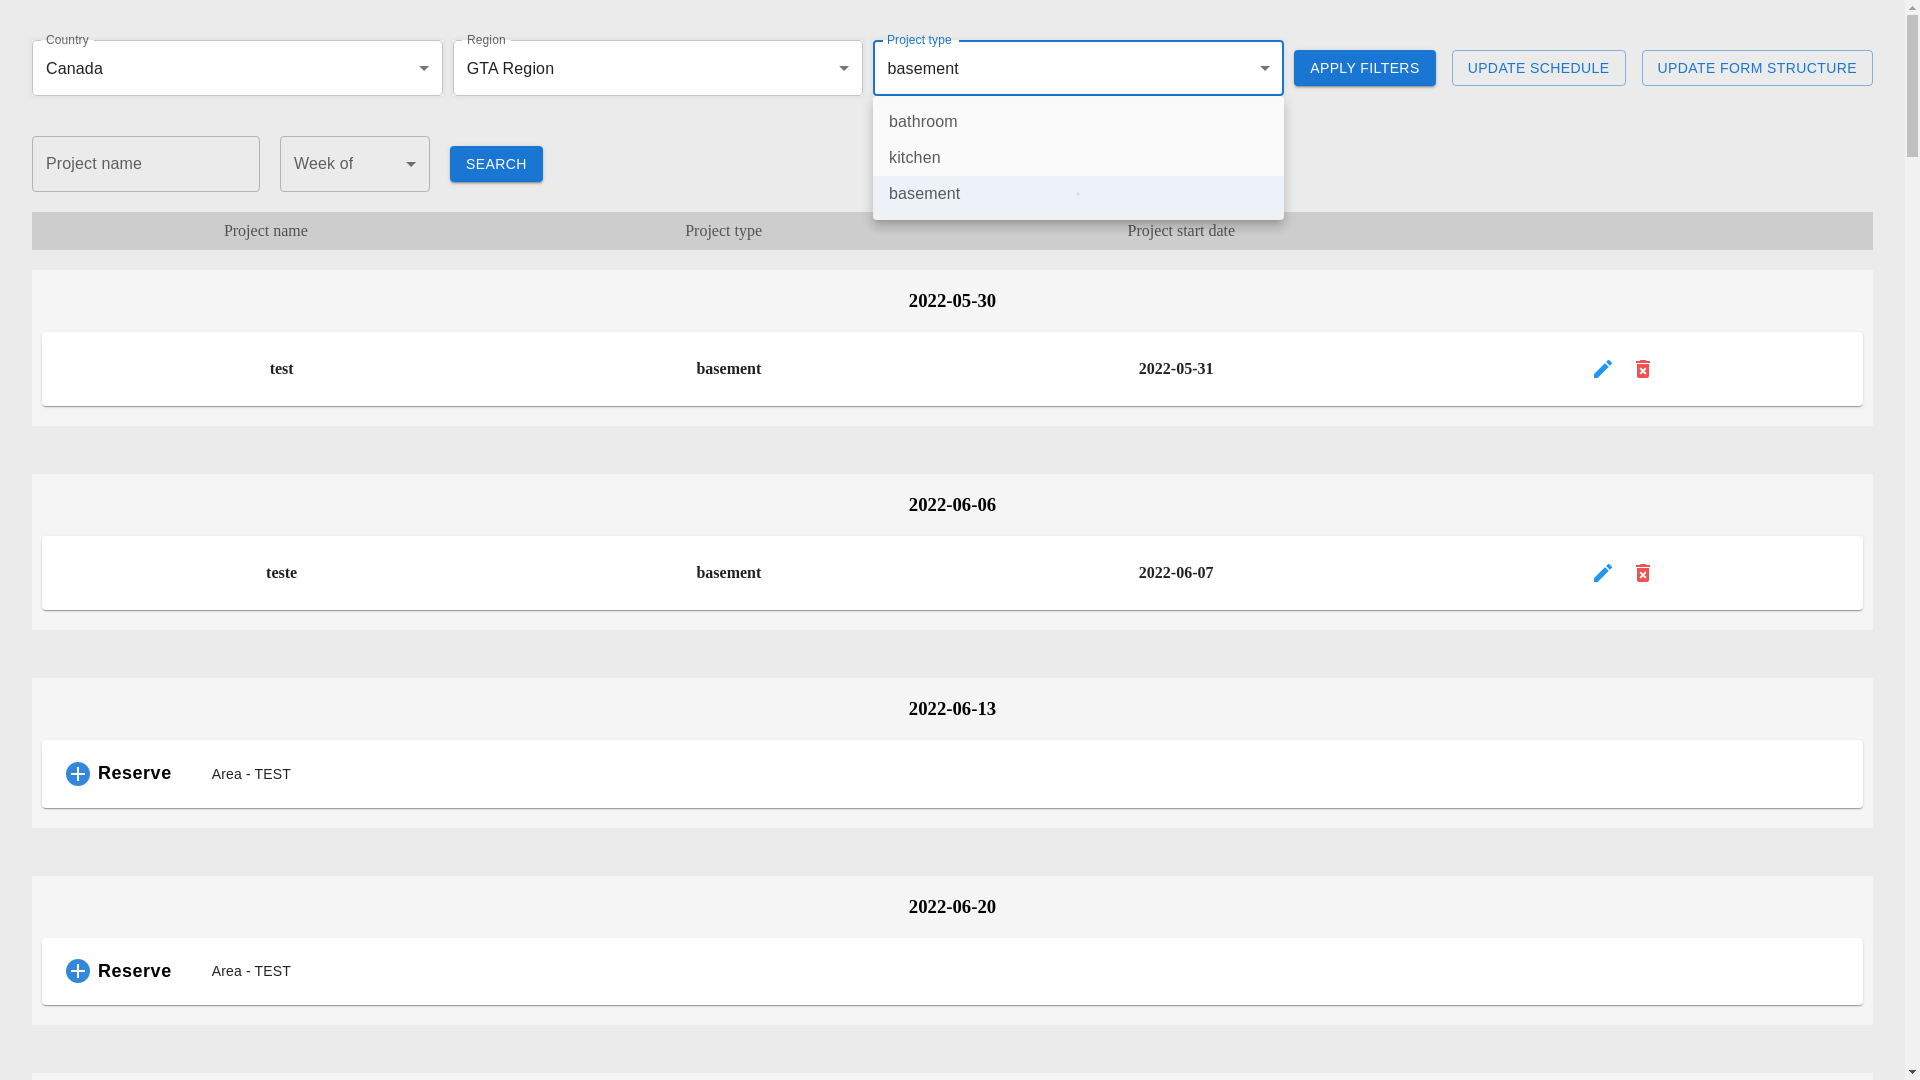 Country
Canada
Region
GTA Region
Project type
basement
APPLY FILTERS
UPDATE SCHEDULE
UPDATE FORM STRUCTURE
bathroom
kitchen
basement
Project name
Week of
SEARCH
Project name Project type Project start date
2022-05-30
test basement 2022-05-31
2022-06-06
teste basement 2022-06-07
2022-06-13
Reserve Area - TEST
2022-06-20
Reserve Area - TEST